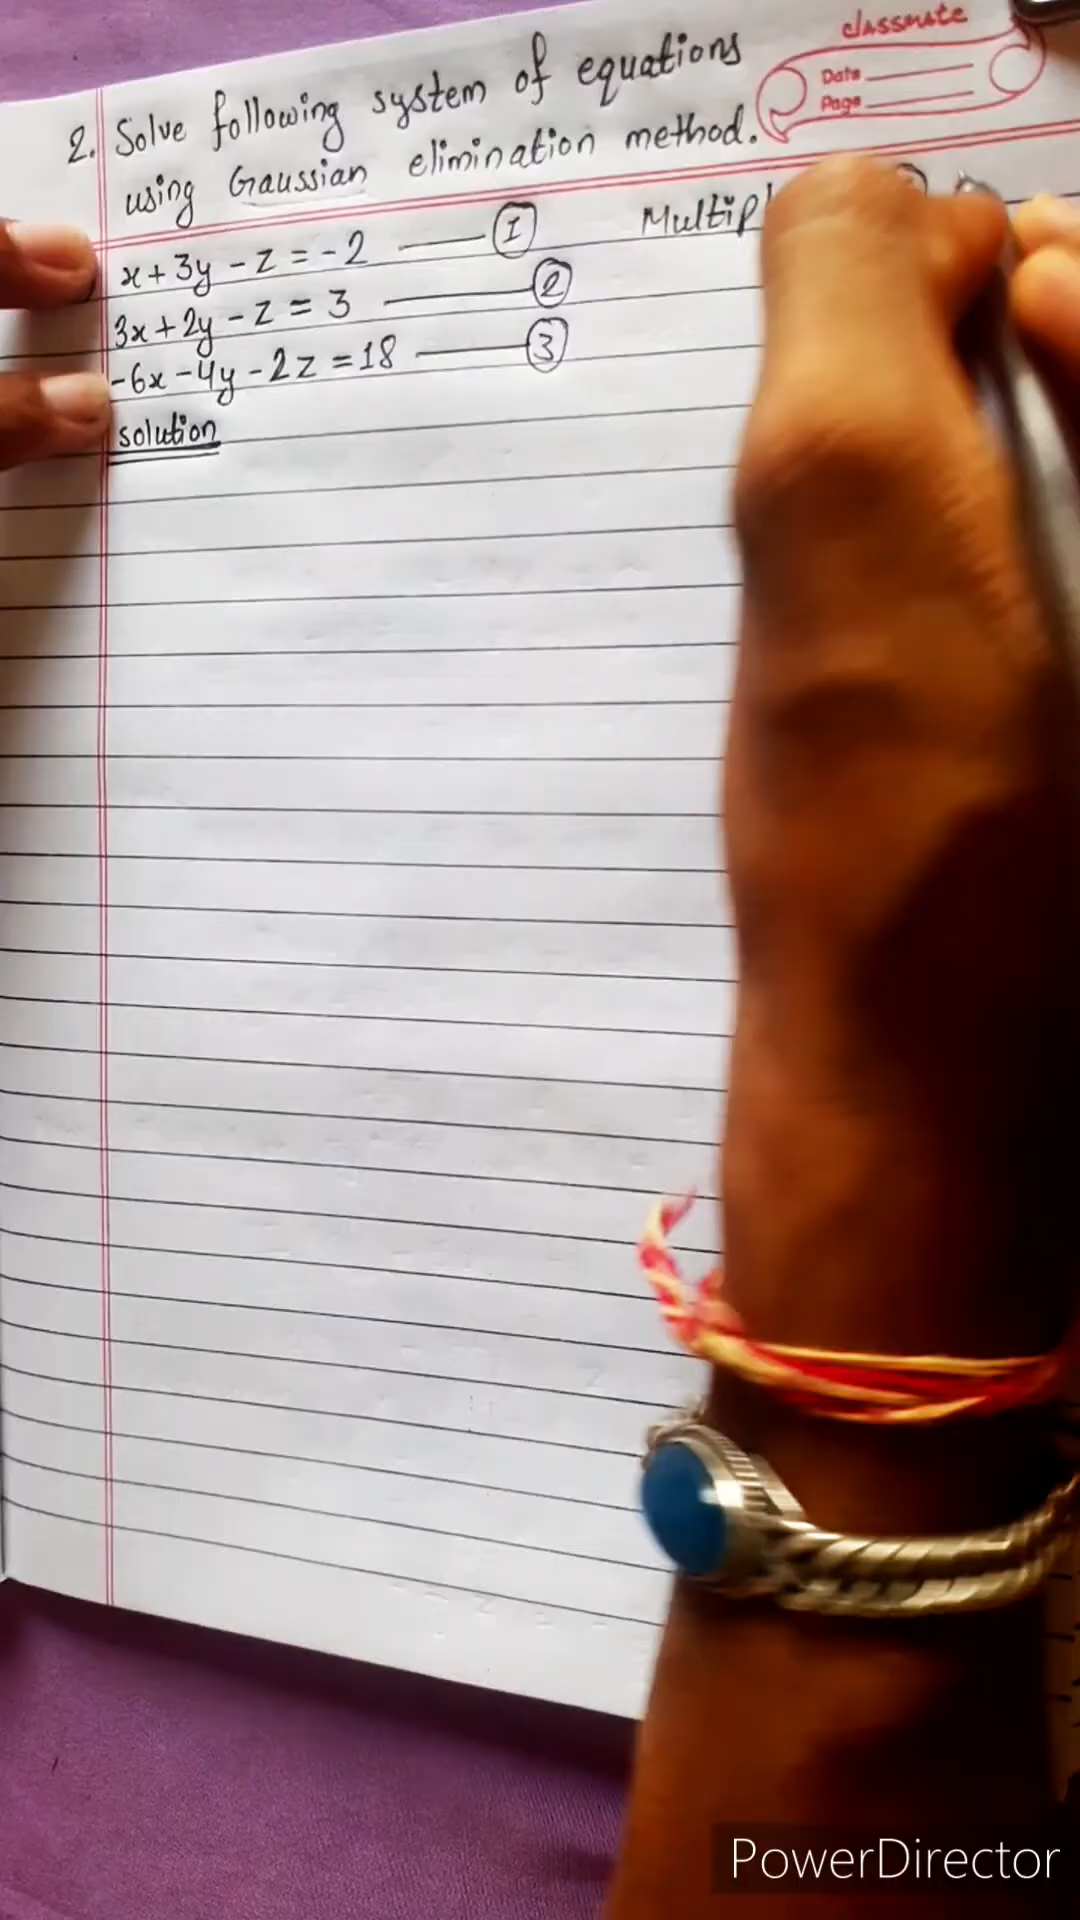 classmate
Date
Page
2. Solve following system of equations
using Gaussian elimination method.
x + 3y - z = -2 —— ①
3x + 2y - z = 3 —— ②
-6x - 4y - 2z = 18 —— ③
solution
PowerDirector